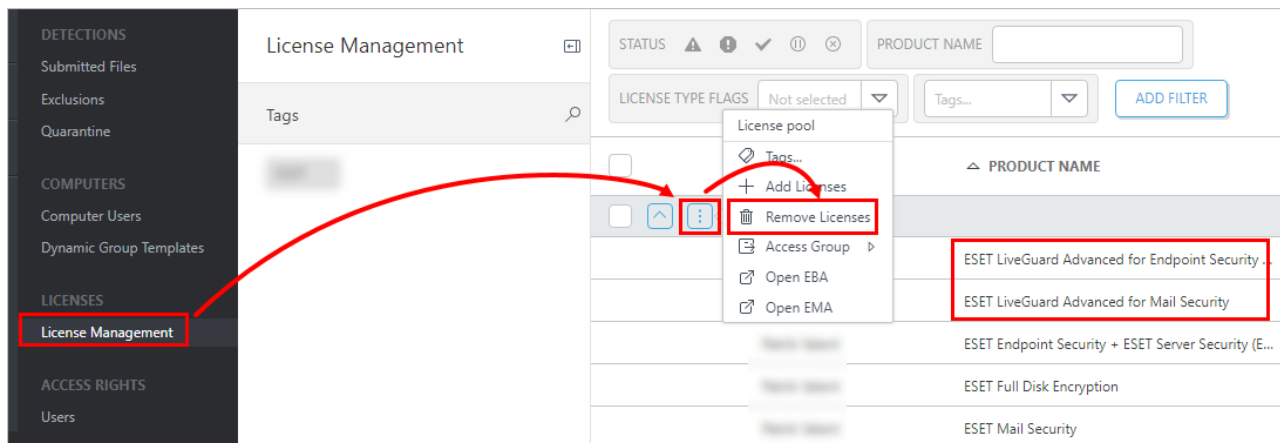 DETECTIONS
Submitted Files
Exclusions
Quarantine
COMPUTERS
Computer Users
Dynamic Group Templates
LICENSES
License Management
ACCESS RIGHTS
Users
License Management
Tags
STATUS
PRODUCT NAME
LICENSE TYPE FLAGS
Not selected
Tags...
ADD FILTER
License pool
Tags...
Add Licenses
Remove Licenses
Access Group
Open EBA
Open EMA
PRODUCT NAME
ESET LiveGuard Advanced for Endpoint Security ...
ESET LiveGuard Advanced for Mail Security
ESET Endpoint Security + ESET Server Security (E...
ESET Full Disk Encryption
ESET Mail Security